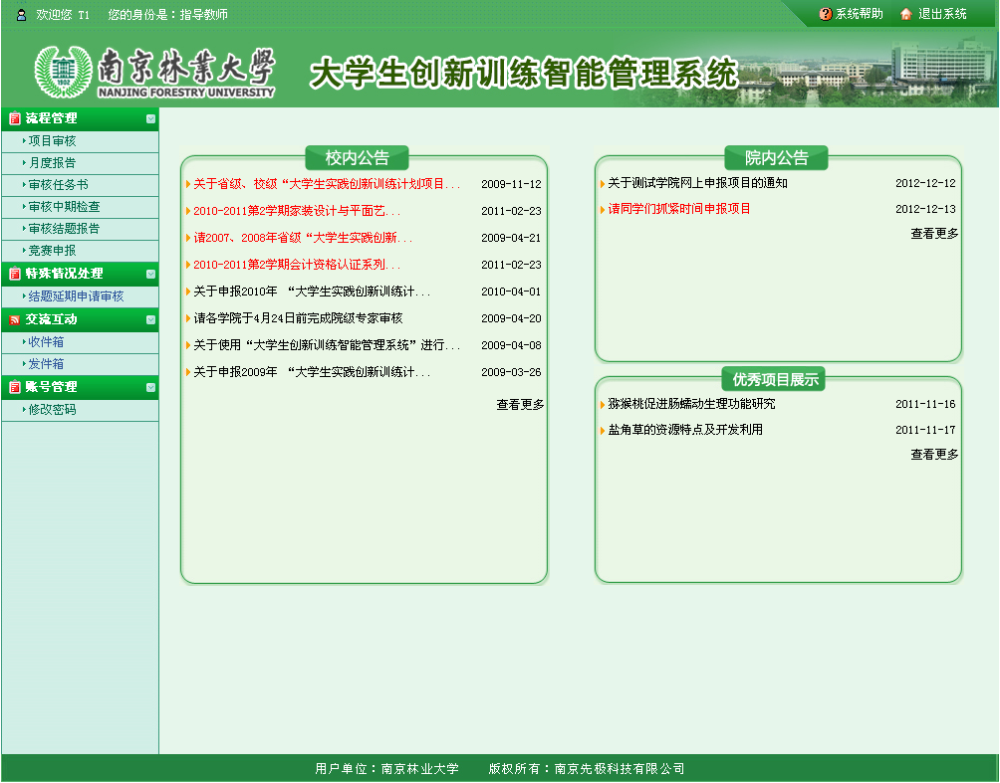 欢迎您 T1 您的身份是：指导教师
系统帮助 退出系统
南京林業大學
NANJING FORESTRY UNIVERSITY
1902
大学生创新训练智能管理系统
流程管理
项目审核
月度报告
审核任务书
审核中期检查
审核结题报告
竞赛申报
特殊情况处理
结题延期申请审核
交流互动
收件箱
发件箱
账号管理
修改密码
校内公告
关于省级、校级“大学生实践创新训练计划项目... 2009-11-12
2010-2011第2学期家装设计与平面艺... 2011-02-23
请2007、2008年省级“大学生实践创新... 2009-04-21
2010-2011第2学期会计资格认证系列... 2011-02-23
关于申报2010年 “大学生实践创新训练计... 2010-04-01
请各学院于4月24日前完成院级专家审核 2009-04-20
关于使用“大学生创新训练智能管理系统”进行... 2009-04-08
关于申报2009年 “大学生实践创新训练计... 2009-03-26
查看更多
院内公告
关于测试学院网上申报项目的通知 2012-12-12
请同学们抓紧时间申报项目 2012-12-13
查看更多
优秀项目展示
猕猴桃促进肠蠕动生理功能研究 2011-11-16
盐角草的资源特点及开发利用 2011-11-17
查看更多
用户单位：南京林业大学 版权所有：南京先极科技有限公司